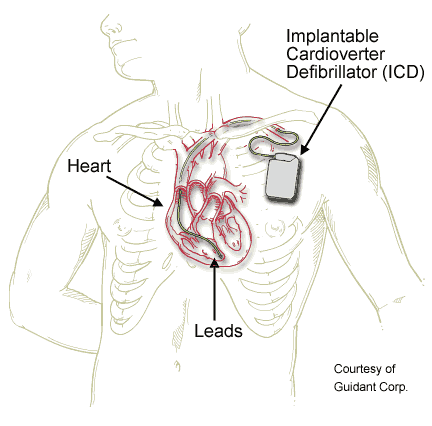 Implantable
Cardioverter
Defibrillator (ICD)
Heart
Leads
Courtesy of
Guidant Corp.